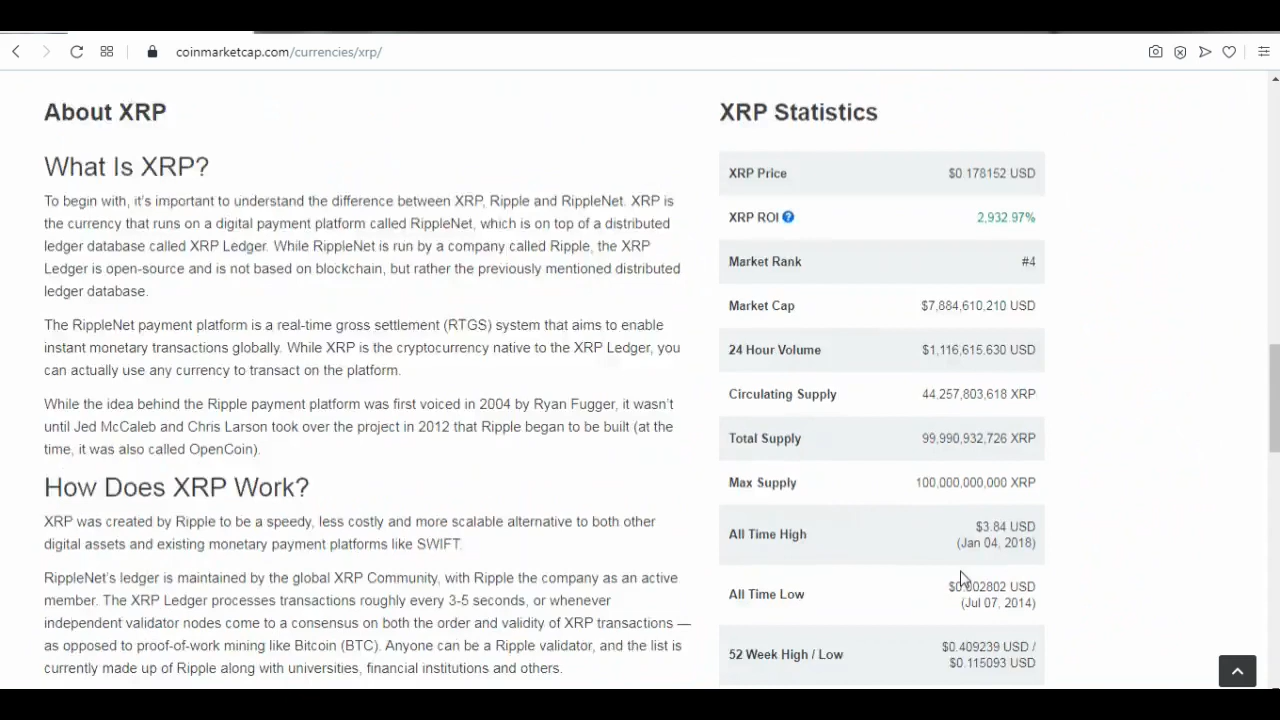 coinmarketcap.com/currencies/xrp/
About XRP
What Is XRP?
To begin with, it's important to understand the difference between XRP, Ripple and RippleNet. XRP is
the currency that runs on a digital payment platform called RippleNet, which is on top of a distributed
ledger database called XRP Ledger. While RippleNet is run by a company called Ripple, the XRP
Ledger is open-source and is not based on blockchain, but rather the previously mentioned distributed
ledger database.
The RippleNet payment platform is a real-time gross settlement (RTGS) system that aims to enable
instant monetary transactions globally. While XRP is the cryptocurrency native to the XRP Ledger, you
can actually use any currency to transact on the platform.
While the idea behind the Ripple payment platform was first voiced in 2004 by Ryan Fugger, it wasn't
until Jed McCaleb and Chris Larson took over the project in 2012 that Ripple began to be built (at the
time, it was also called OpenCoin).
How Does XRP Work?
XRP was created by Ripple to be a speedy, less costly and more scalable alternative to both other
digital assets and existing monetary payment platforms like SWIFT.
RippleNet's ledger is maintained by the global XRP Community, with Ripple the company as an active
member. The XRP Ledger processes transactions roughly every 3-5 seconds, or whenever
independent validator nodes come to a consensus on both the order and validity of XRP transactions —
as opposed to proof-of-work mining like Bitcoin (BTC). Anyone can be a Ripple validator, and the list is
currently made up of Ripple along with universities, financial institutions and others.
XRP Statistics
XRP Price $0.178152 USD
XRP ROI ? 2,932.97%
Market Rank #4
Market Cap $7,884,610,210 USD
24 Hour Volume $1,116,615,630 USD
Circulating Supply 44,257,803,618 XRP
Total Supply 99,990,932,726 XRP
Max Supply 100,000,000,000 XRP
All Time High $3.84 USD
(Jan 04, 2018)
All Time Low $0.002802 USD
(Jul 07, 2014)
52 Week High / Low $0.409239 USD /
$0.115093 USD